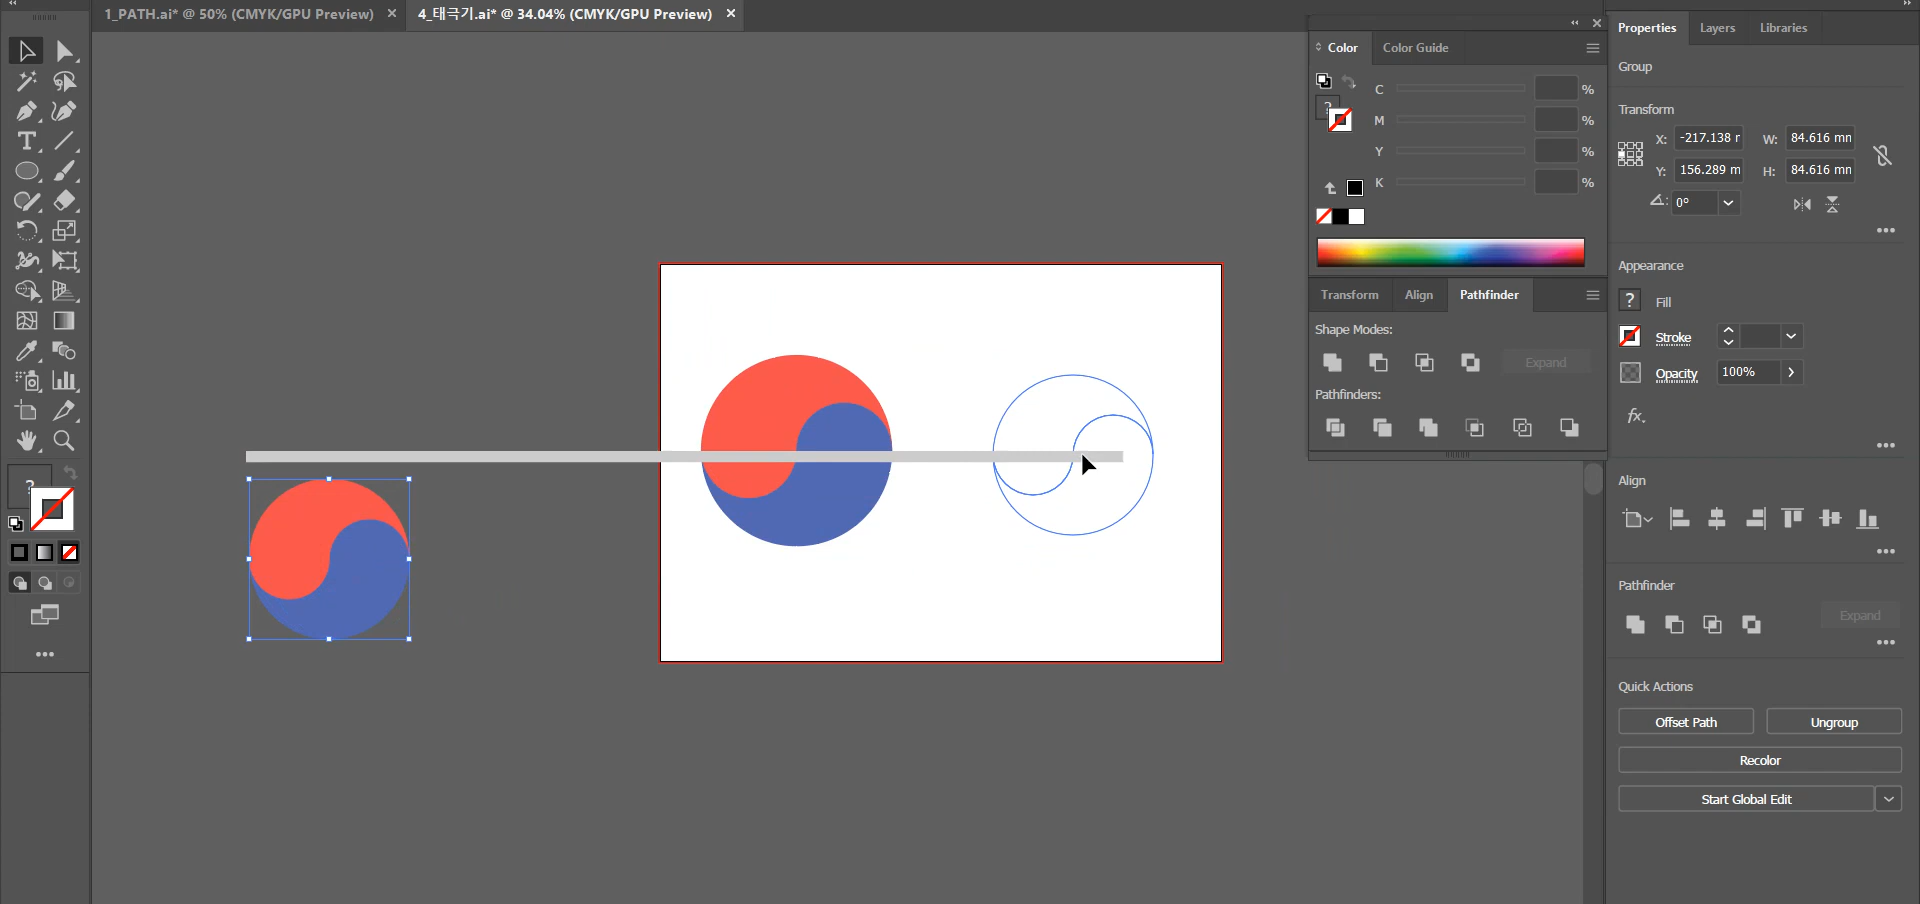 1_PATH.ai* @ 50% (CMYK/GPU Preview) ×
4_태극기.ai* @ 34.04% (CMYK/GPU Preview) ×
Color
Color Guide
C %
M %
Y %
K %
?
Transform
Align
Pathfinder
Shape Modes:
Expand
Pathfinders:
Properties
Layers
Libraries
Group
Transform
X: -217.138 r
W: 84.616 mn
Y: 156.289 m
H: 84.616 mn
0°
Appearance
? Fill
Stroke
Opacity 100%
fx.
Align
Pathfinder
Expand
Quick Actions
Offset Path
Ungroup
Recolor
Start Global Edit
T
?